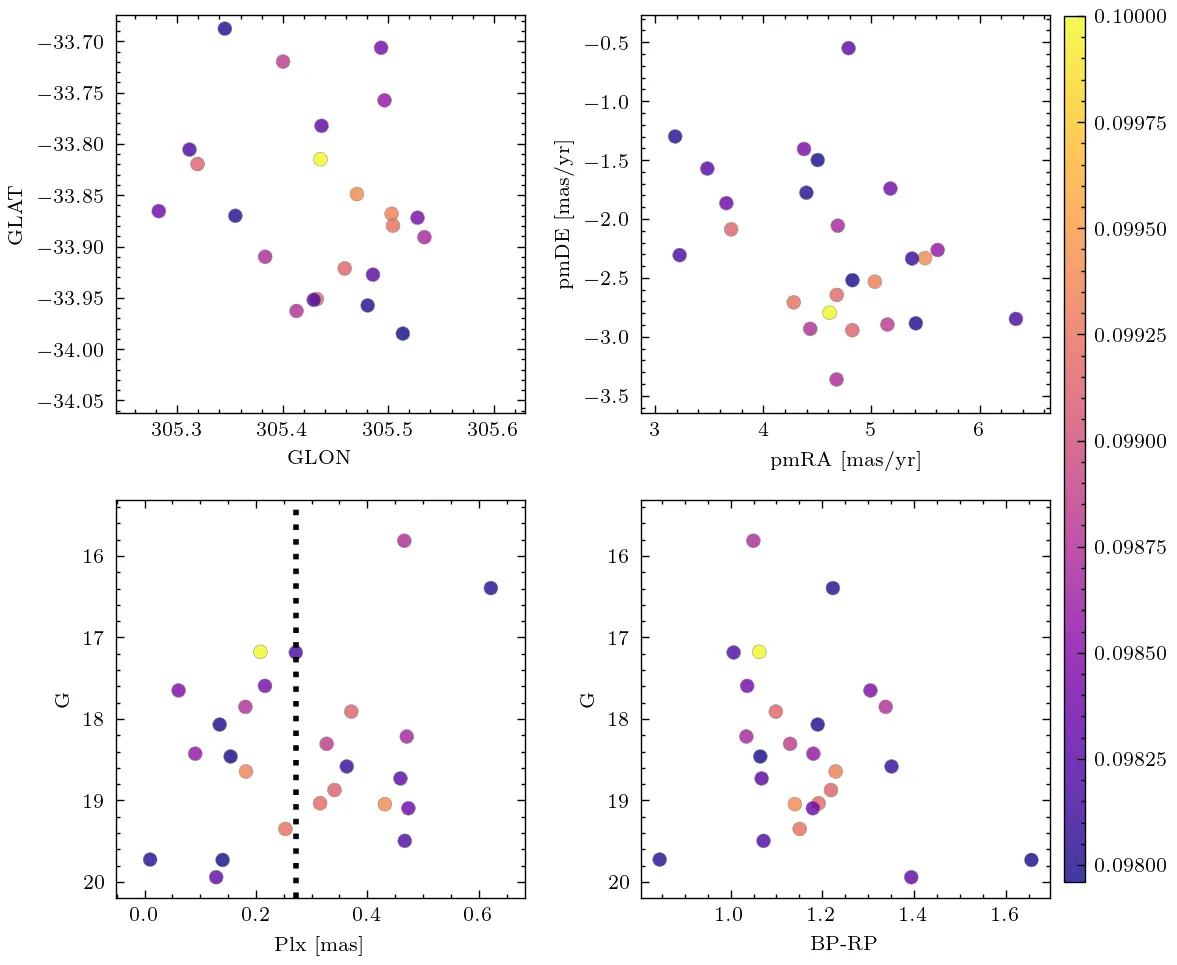 −33.70
−33.75
−33.80
−33.85
−33.90
−33.95
−34.00
−34.05
GLAT
305.3 305.4 305.5 305.6
GLON
−0.5
−1.0
−1.5
−2.0
−2.5
−3.0
−3.5
pmDE [mas/yr]
3 4 5 6
pmRA [mas/yr]
16
17
18
19
20
G
0.0 0.2 0.4 0.6
Plx [mas]
16
17
18
19
20
G
1.0 1.2 1.4 1.6
BP-RP
0.10000
0.09975
0.09950
0.09925
0.09900
0.09875
0.09850
0.09825
0.09800